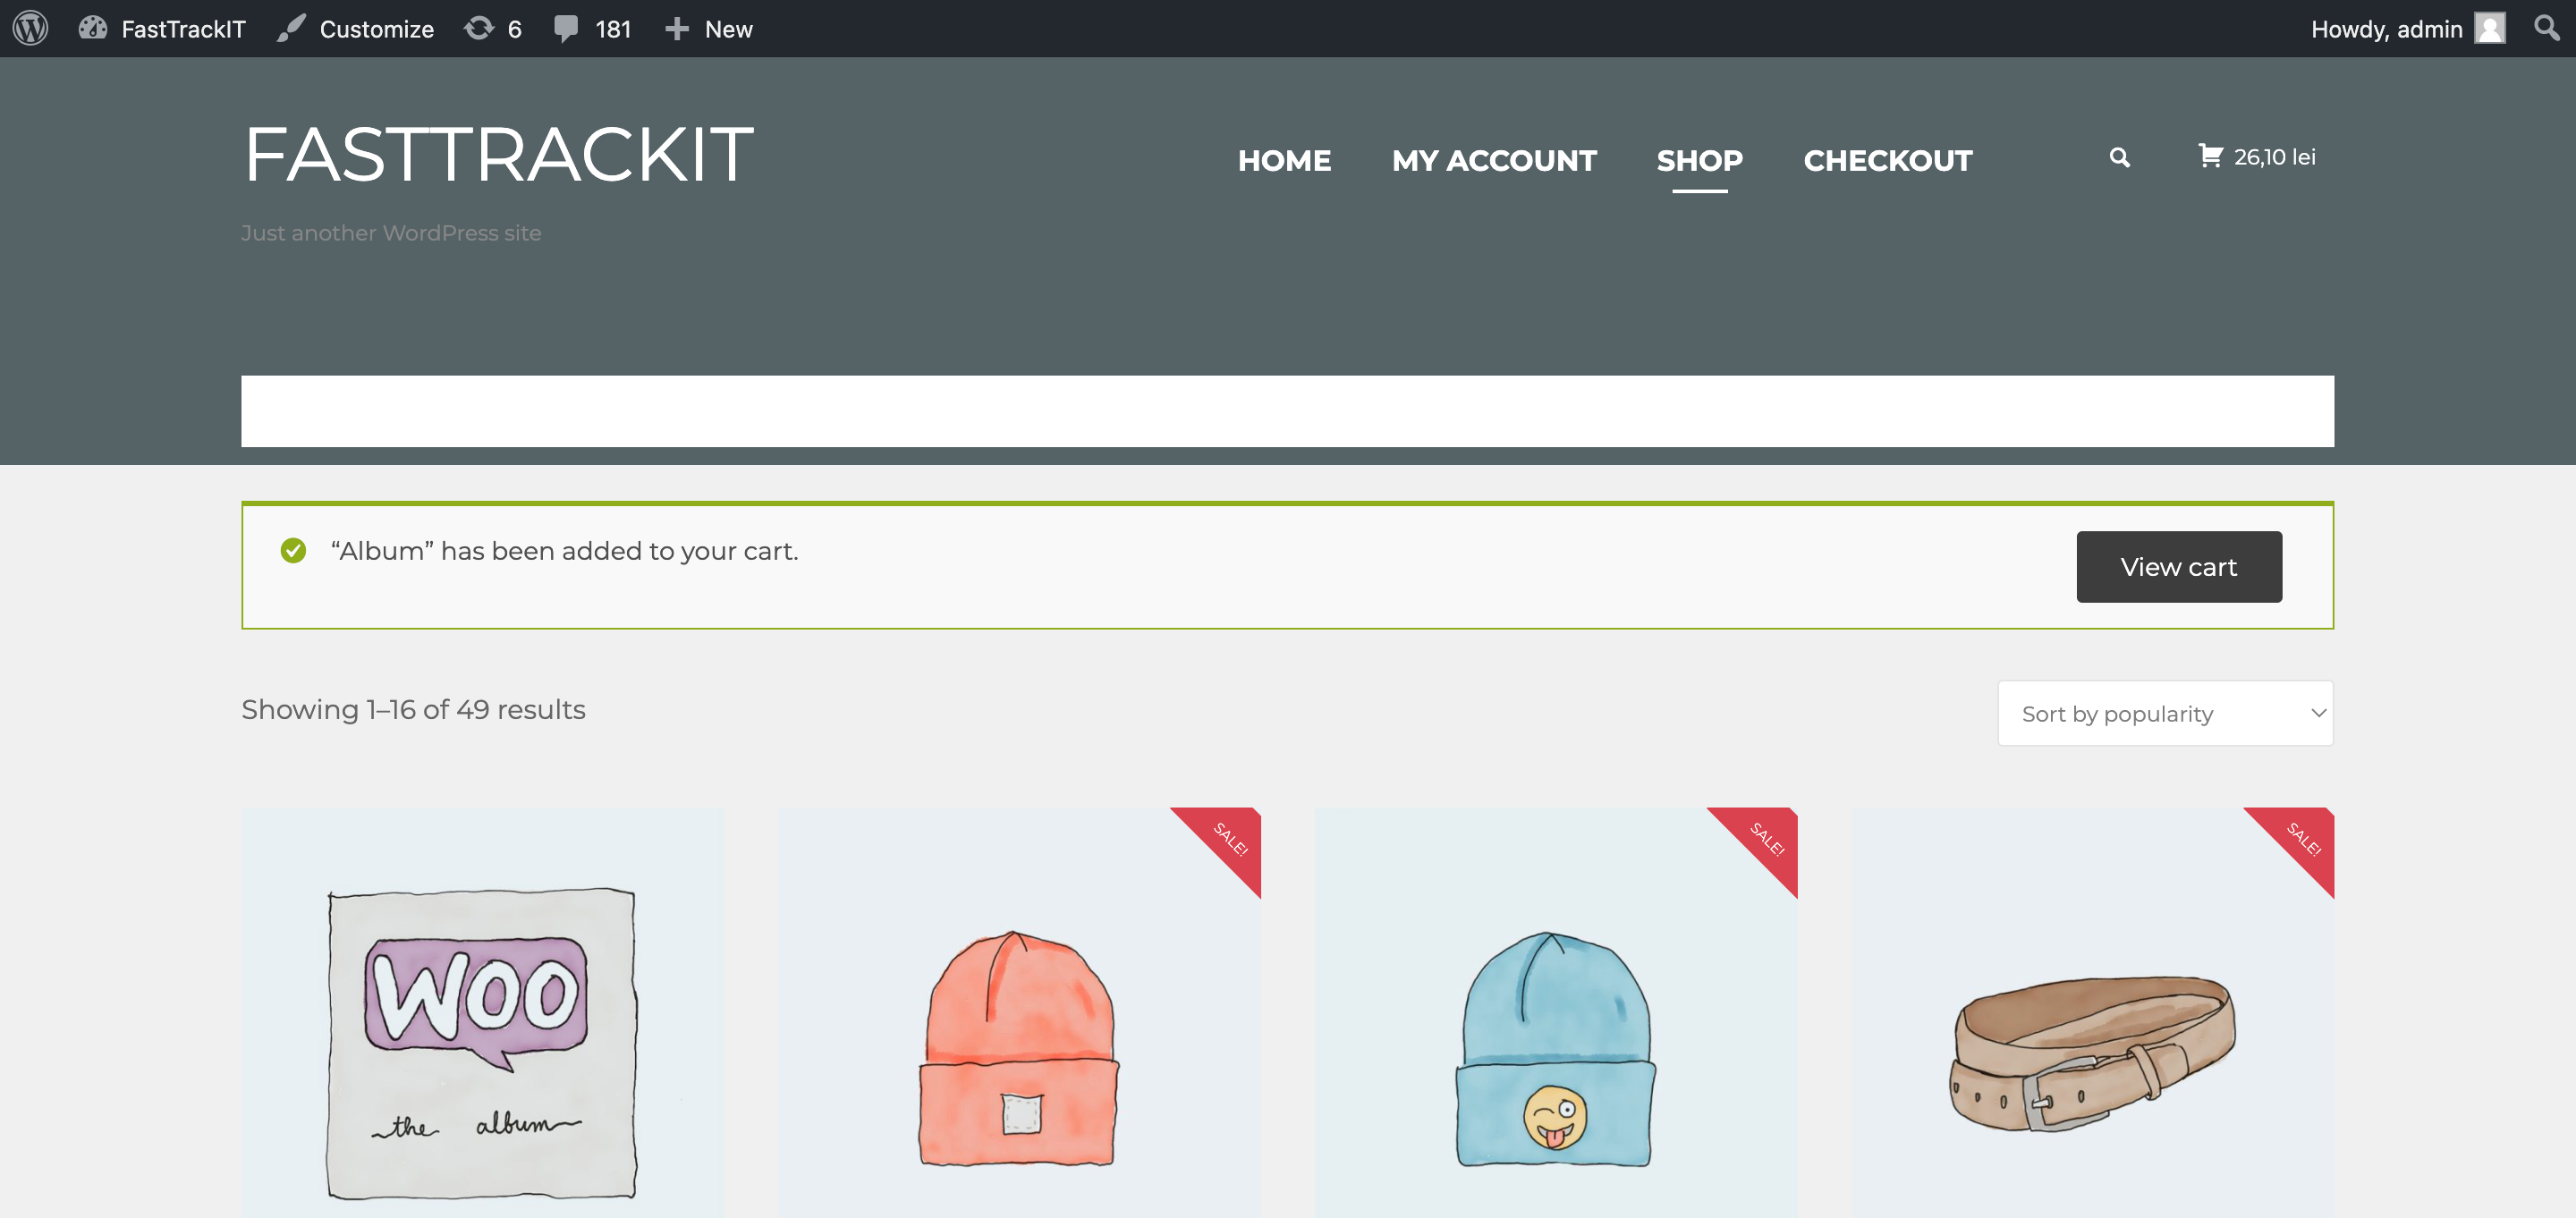 FastTrackIT Customize 6 181 New Howdy, admin
FASTTRACKIT
HOME MY ACCOUNT SHOP CHECKOUT 26,10 lei
Just another WordPress site
“Album” has been added to your cart.
View cart
Showing 1–16 of 49 results
Sort by popularity
SALE!
SALE!
SALE!
WOO
the album